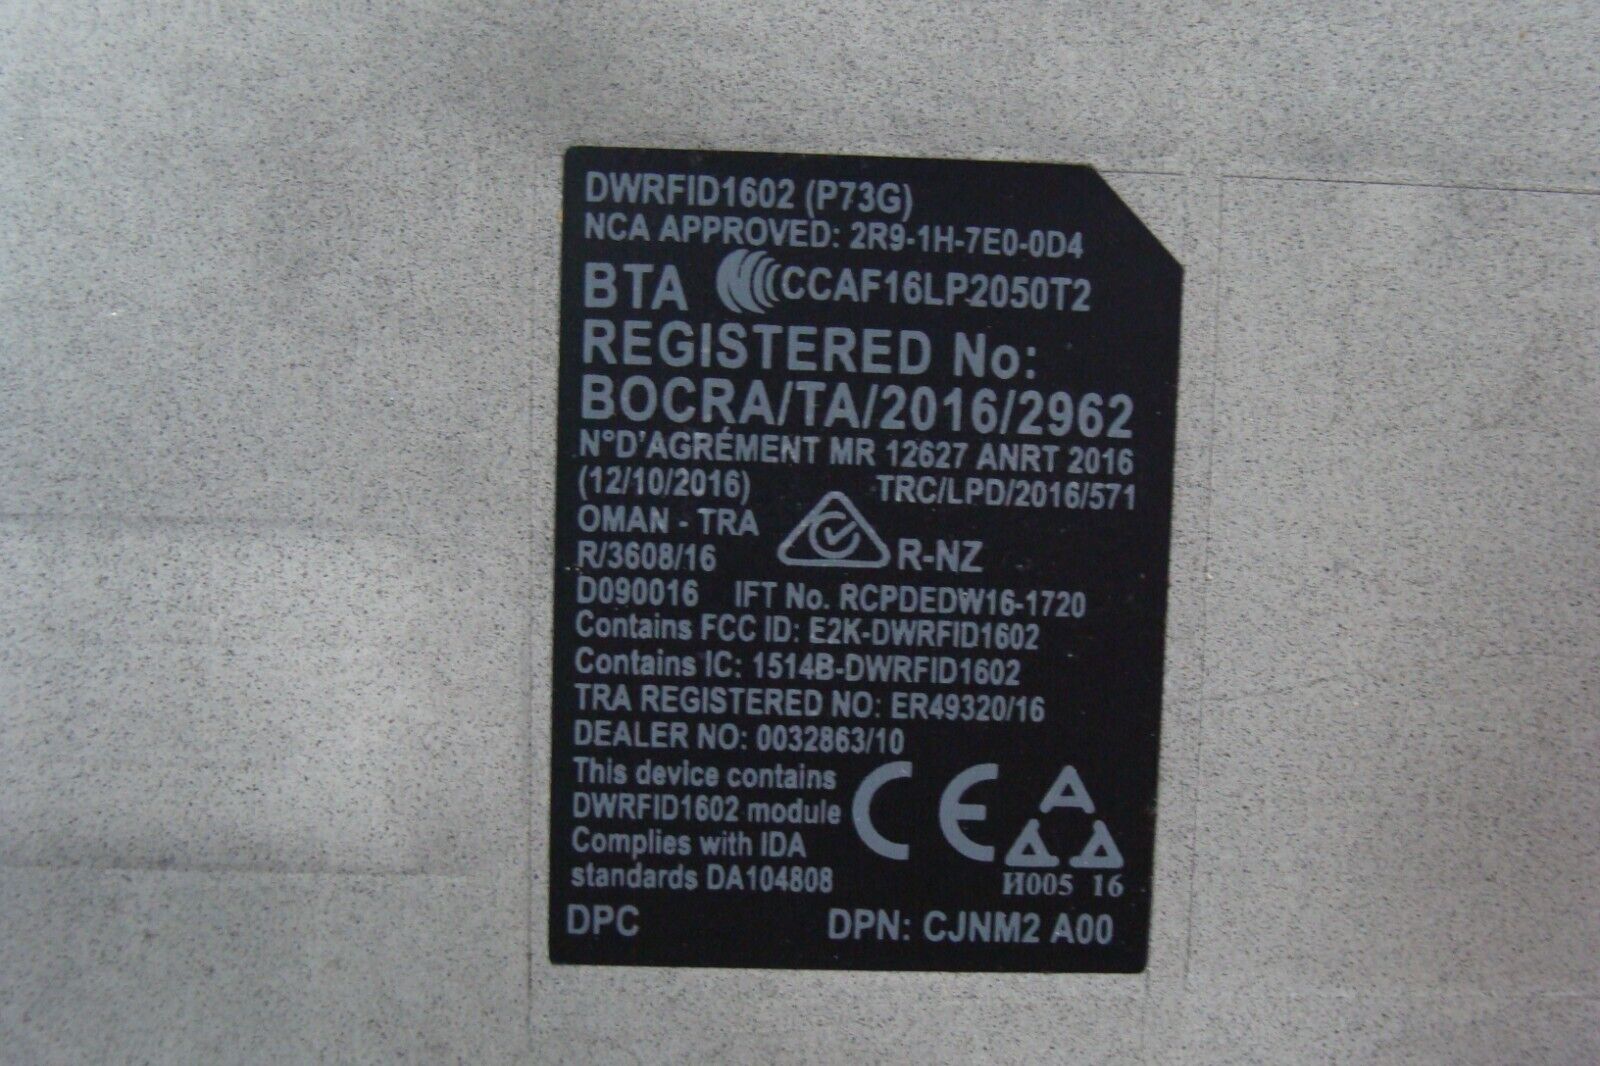 DWRFID1602 (P73G)
NCA APPROVED: 2R9-1H-7E0-0D4
BTA CCAF16LP2050T2
REGISTERED No:
BOCRA/TA/2016/2962
N°D'AGRÉMENT MR 12627 ANRT 2016
(12/10/2016) TRC/LPD/2016/571
OMAN - TRA
R/3608/16 R-NZ
D090016 IFT No. RCPDEDW16-1720
Contains FCC ID: E2K-DWRFID1602
Contains IC: 1514B-DWRFID1602
TRA REGISTERED NO: ER49320/16
DEALER NO: 0032863/10
This device contains
DWRFID1602 module
Complies with IDA
standards DA104808
CE
И005 16
DPC DPN: CJNM2 A00